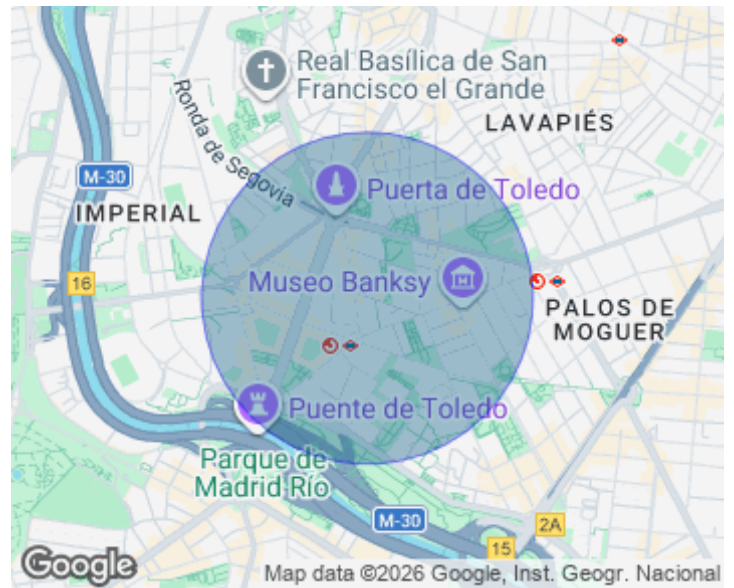 Real Basílica de San
Francisco el Grande
Ronda de Segovia
LAVAPIÉS
M-30
IMPERIAL
Puerta de Toledo
16
Museo Banksy
PALOS DE
MOGUER
Puente de Toledo
Parque de
Madrid Río
M-30
2A
15
Google
Map data ©2026 Google, Inst. Geogr. Nacional